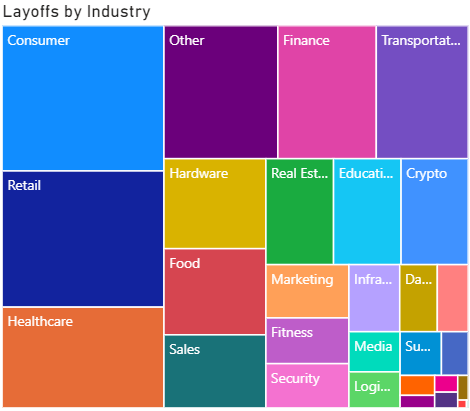 Layoffs by Industry
Consumer
Other
Finance
Transportat...
Retail
Hardware
Real Est...
Educati...
Crypto
Food
Marketing
Infra...
Da...
Healthcare
Fitness
Media
Su...
Sales
Security
Logi...